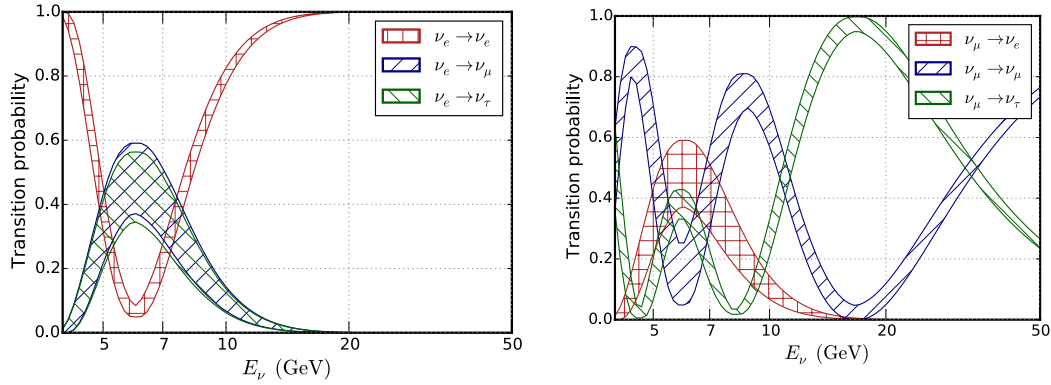 1.0
0.8
0.6
0.4
0.2
0.0
Transition probability
5 7 10 20 50
E_ν (GeV)
ν_e → ν_e
ν_e → ν_μ
ν_e → ν_τ
1.0
0.8
0.6
0.4
0.2
0.0
Transition probability
5 7 10 20 50
E_ν (GeV)
ν_μ → ν_e
ν_μ → ν_μ
ν_μ → ν_τ